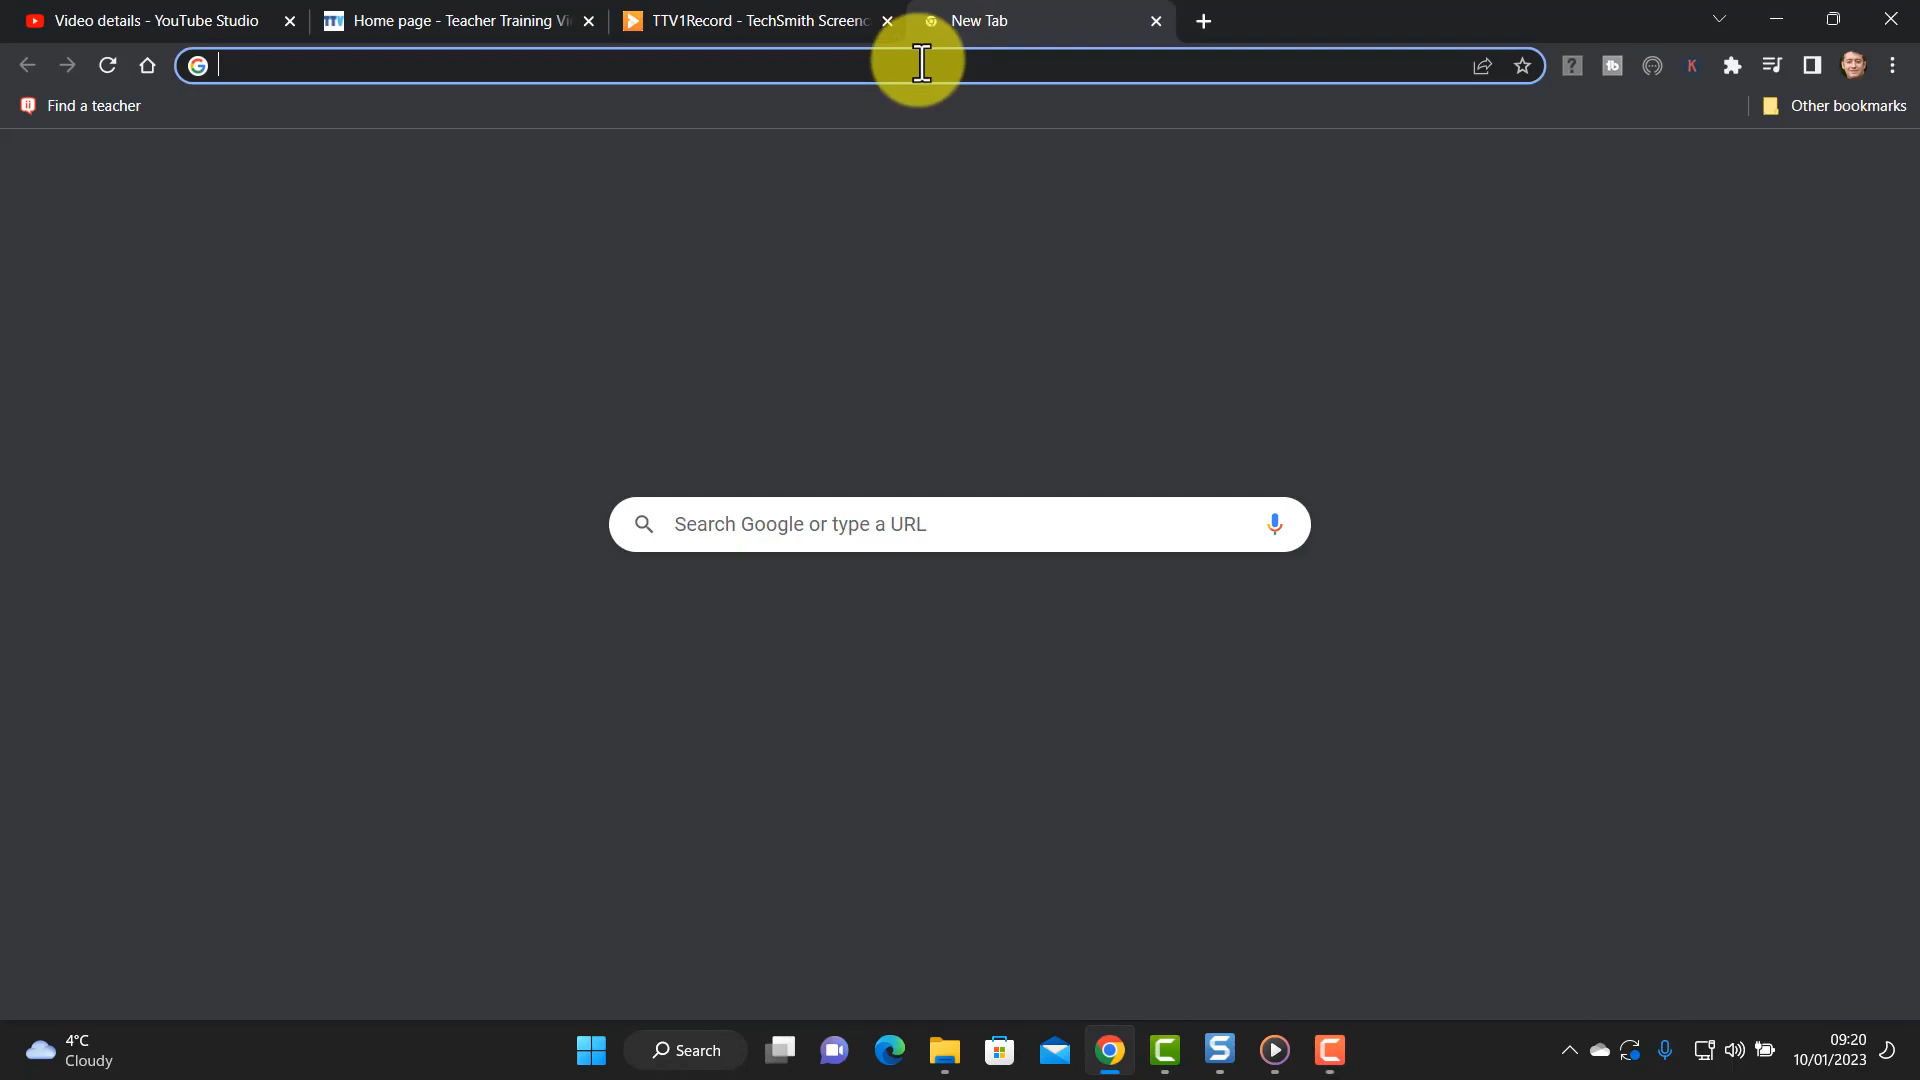 Video details - YouTube Studio
TTV
Home page - Teacher Training Vi
TTV1Record - TechSmith Screenc
New Tab
Find a teacher
Other bookmarks
Search Google or type a URL
4°C
Cloudy
Search
09:20
10/01/2023